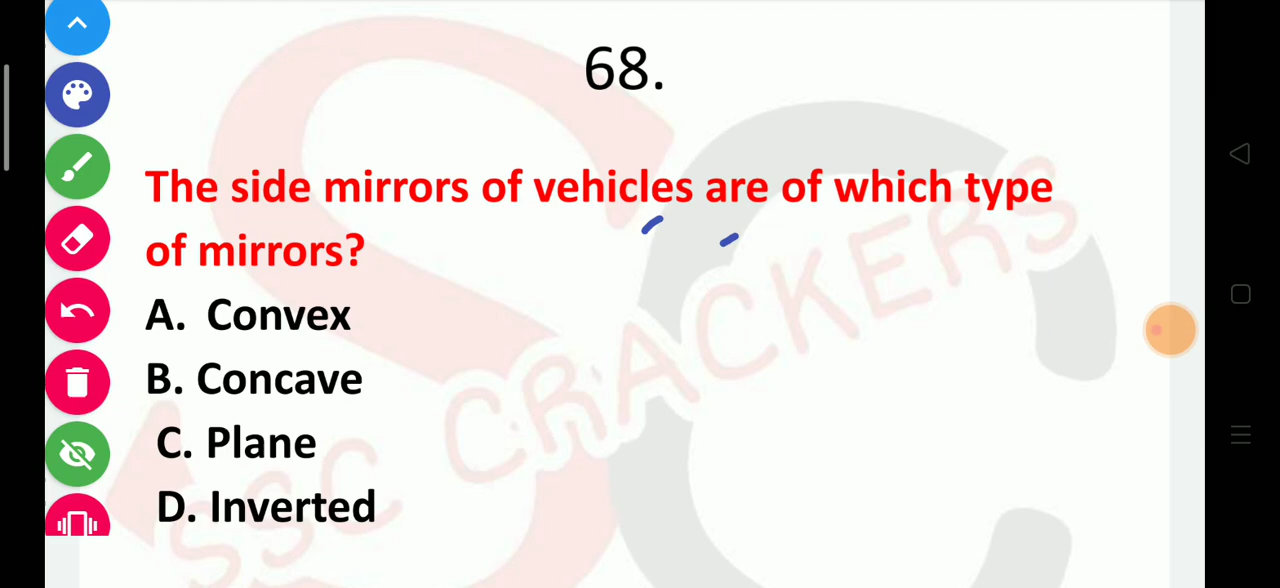 68.
The side mirrors of vehicles are of which type
of mirrors?
A. Convex
B. Concave
C. Plane
D. Inverted
SSC CRACKERS